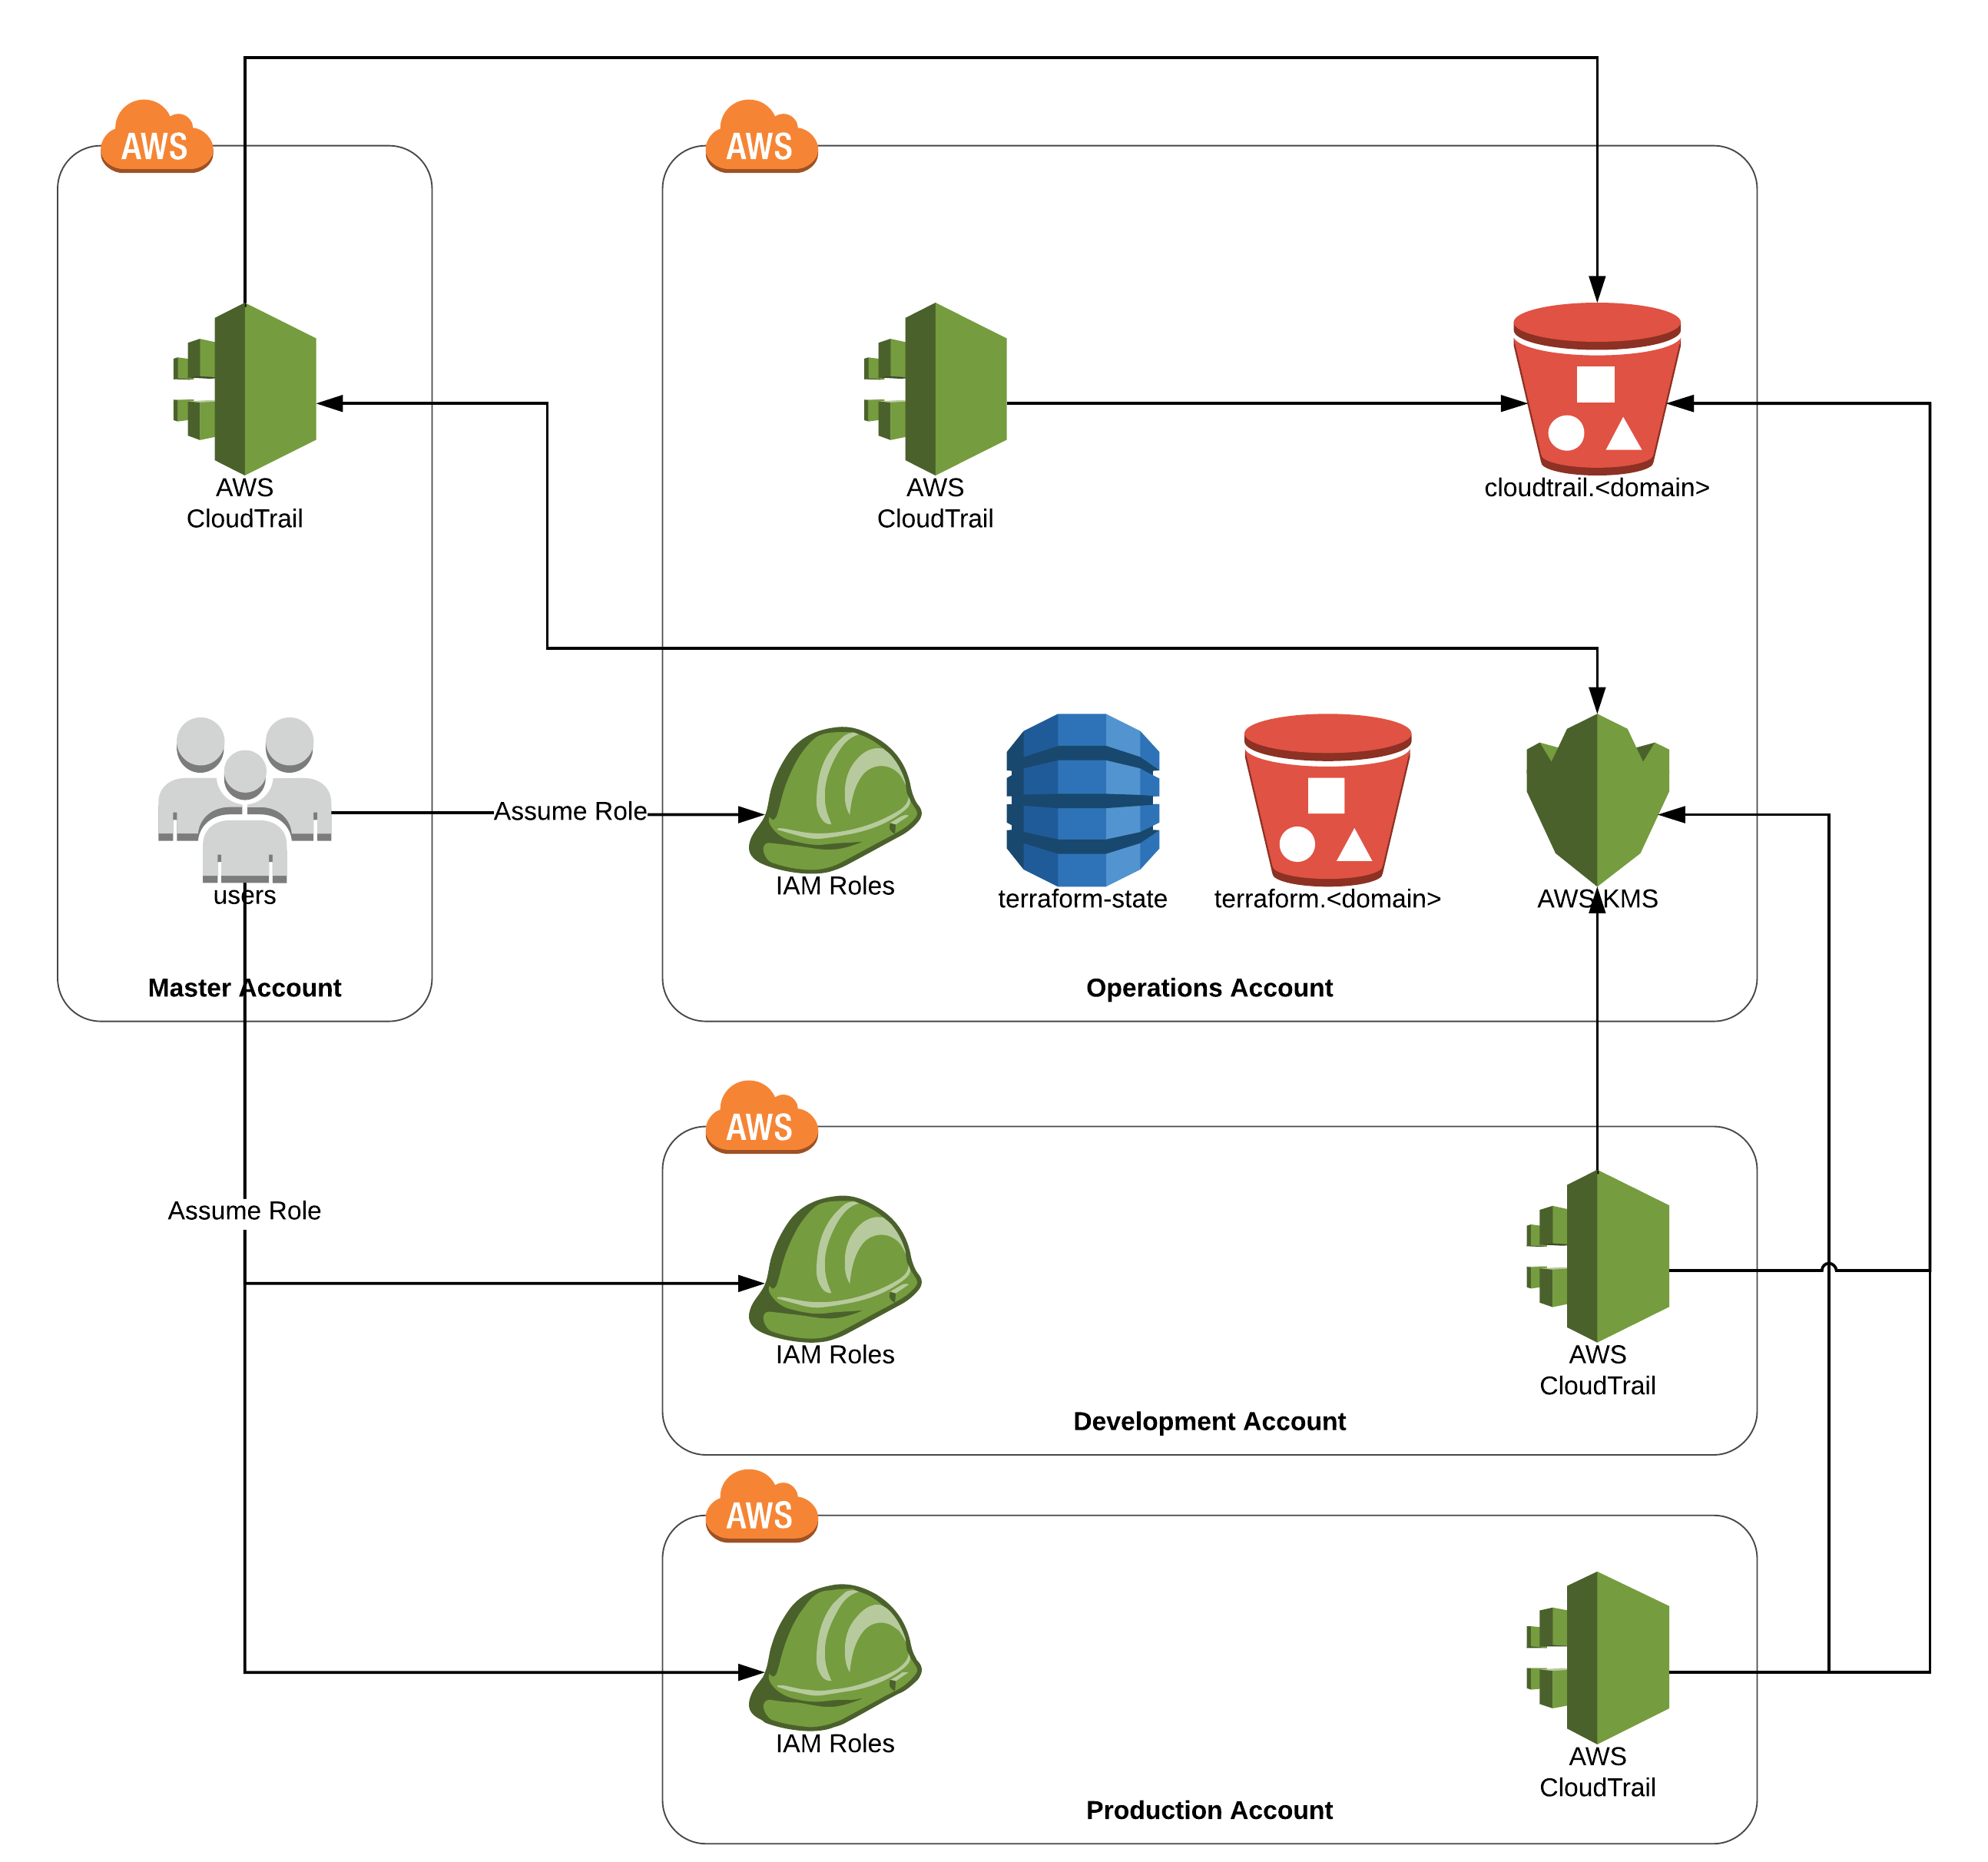 AWS
AWS
AWS
CloudTrail
AWS
CloudTrail
cloudtrail.<domain>
users
Assume Role
IAM Roles
terraform-state
terraform.<domain>
AWS KMS
Master Account
Operations Account
AWS
Assume Role
IAM Roles
AWS
CloudTrail
Development Account
AWS
IAM Roles
AWS
CloudTrail
Production Account